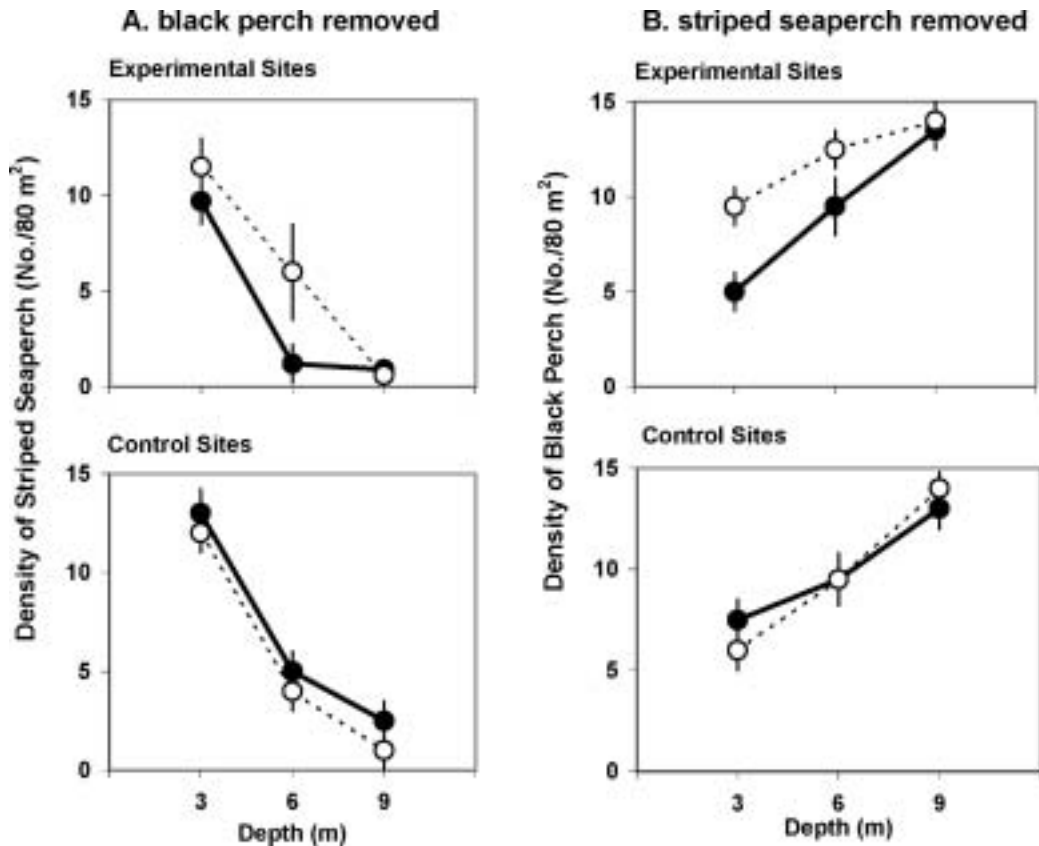 A. black perch removed
Experimental Sites
15
10
5
0
Control Sites
15
10
5
0
3 6 9
Depth (m)
Density of Striped Seaperch (No./80 m²)
B. striped seaperch removed
Experimental Sites
15
10
5
0
Control Sites
15
10
5
0
3 6 9
Depth (m)
Density of Black Perch (No./80 m²)